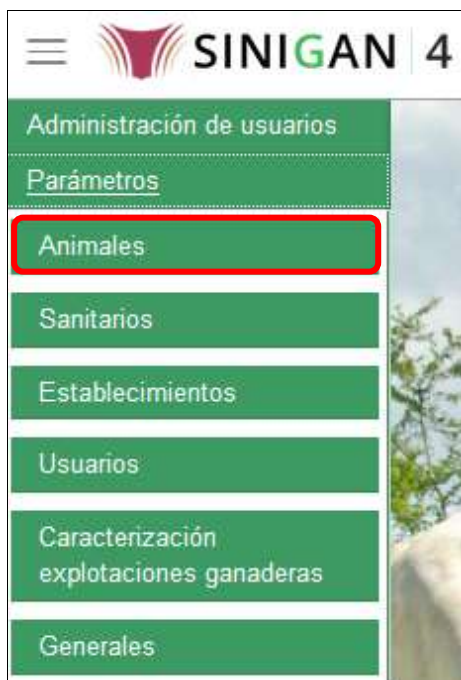 SINIGAN 4
Administración de usuarios
Parámetros
Animales
Sanitarios
Establecimientos
Usuarios
Caracterización
explotaciones ganaderas
Generales